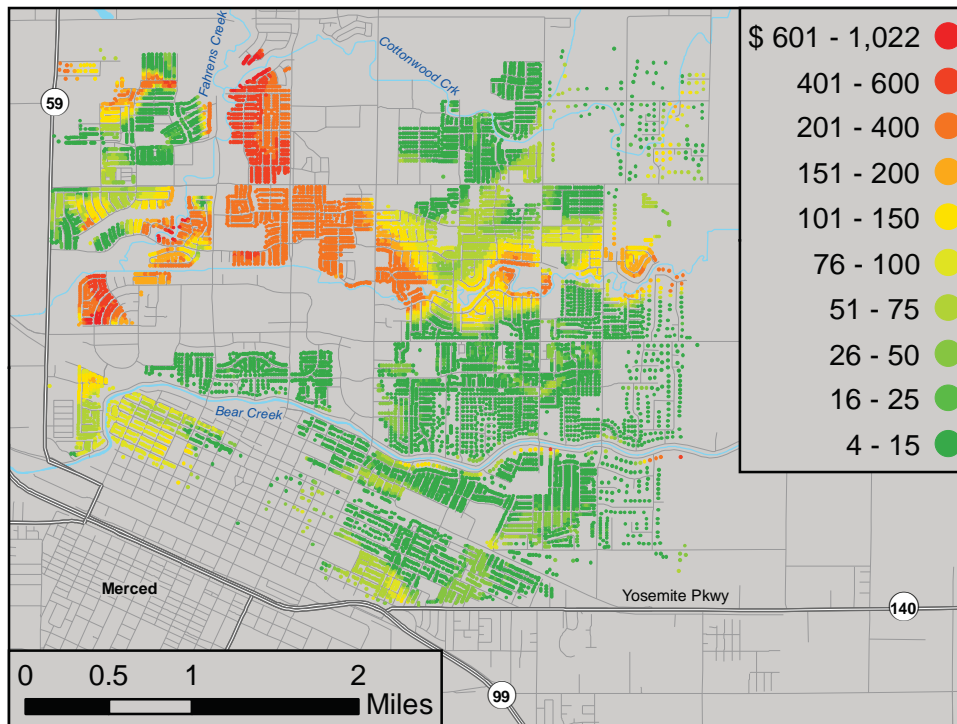 Fahrens Creek
Cottonwood Crk
59
$ 601 - 1,022
401 - 600
201 - 400
151 - 200
101 - 150
76 - 100
51 - 75
26 - 50
16 - 25
4 - 15
Bear Creek
Merced
Yosemite Pkwy
140
0 0.5 1 2
Miles
99